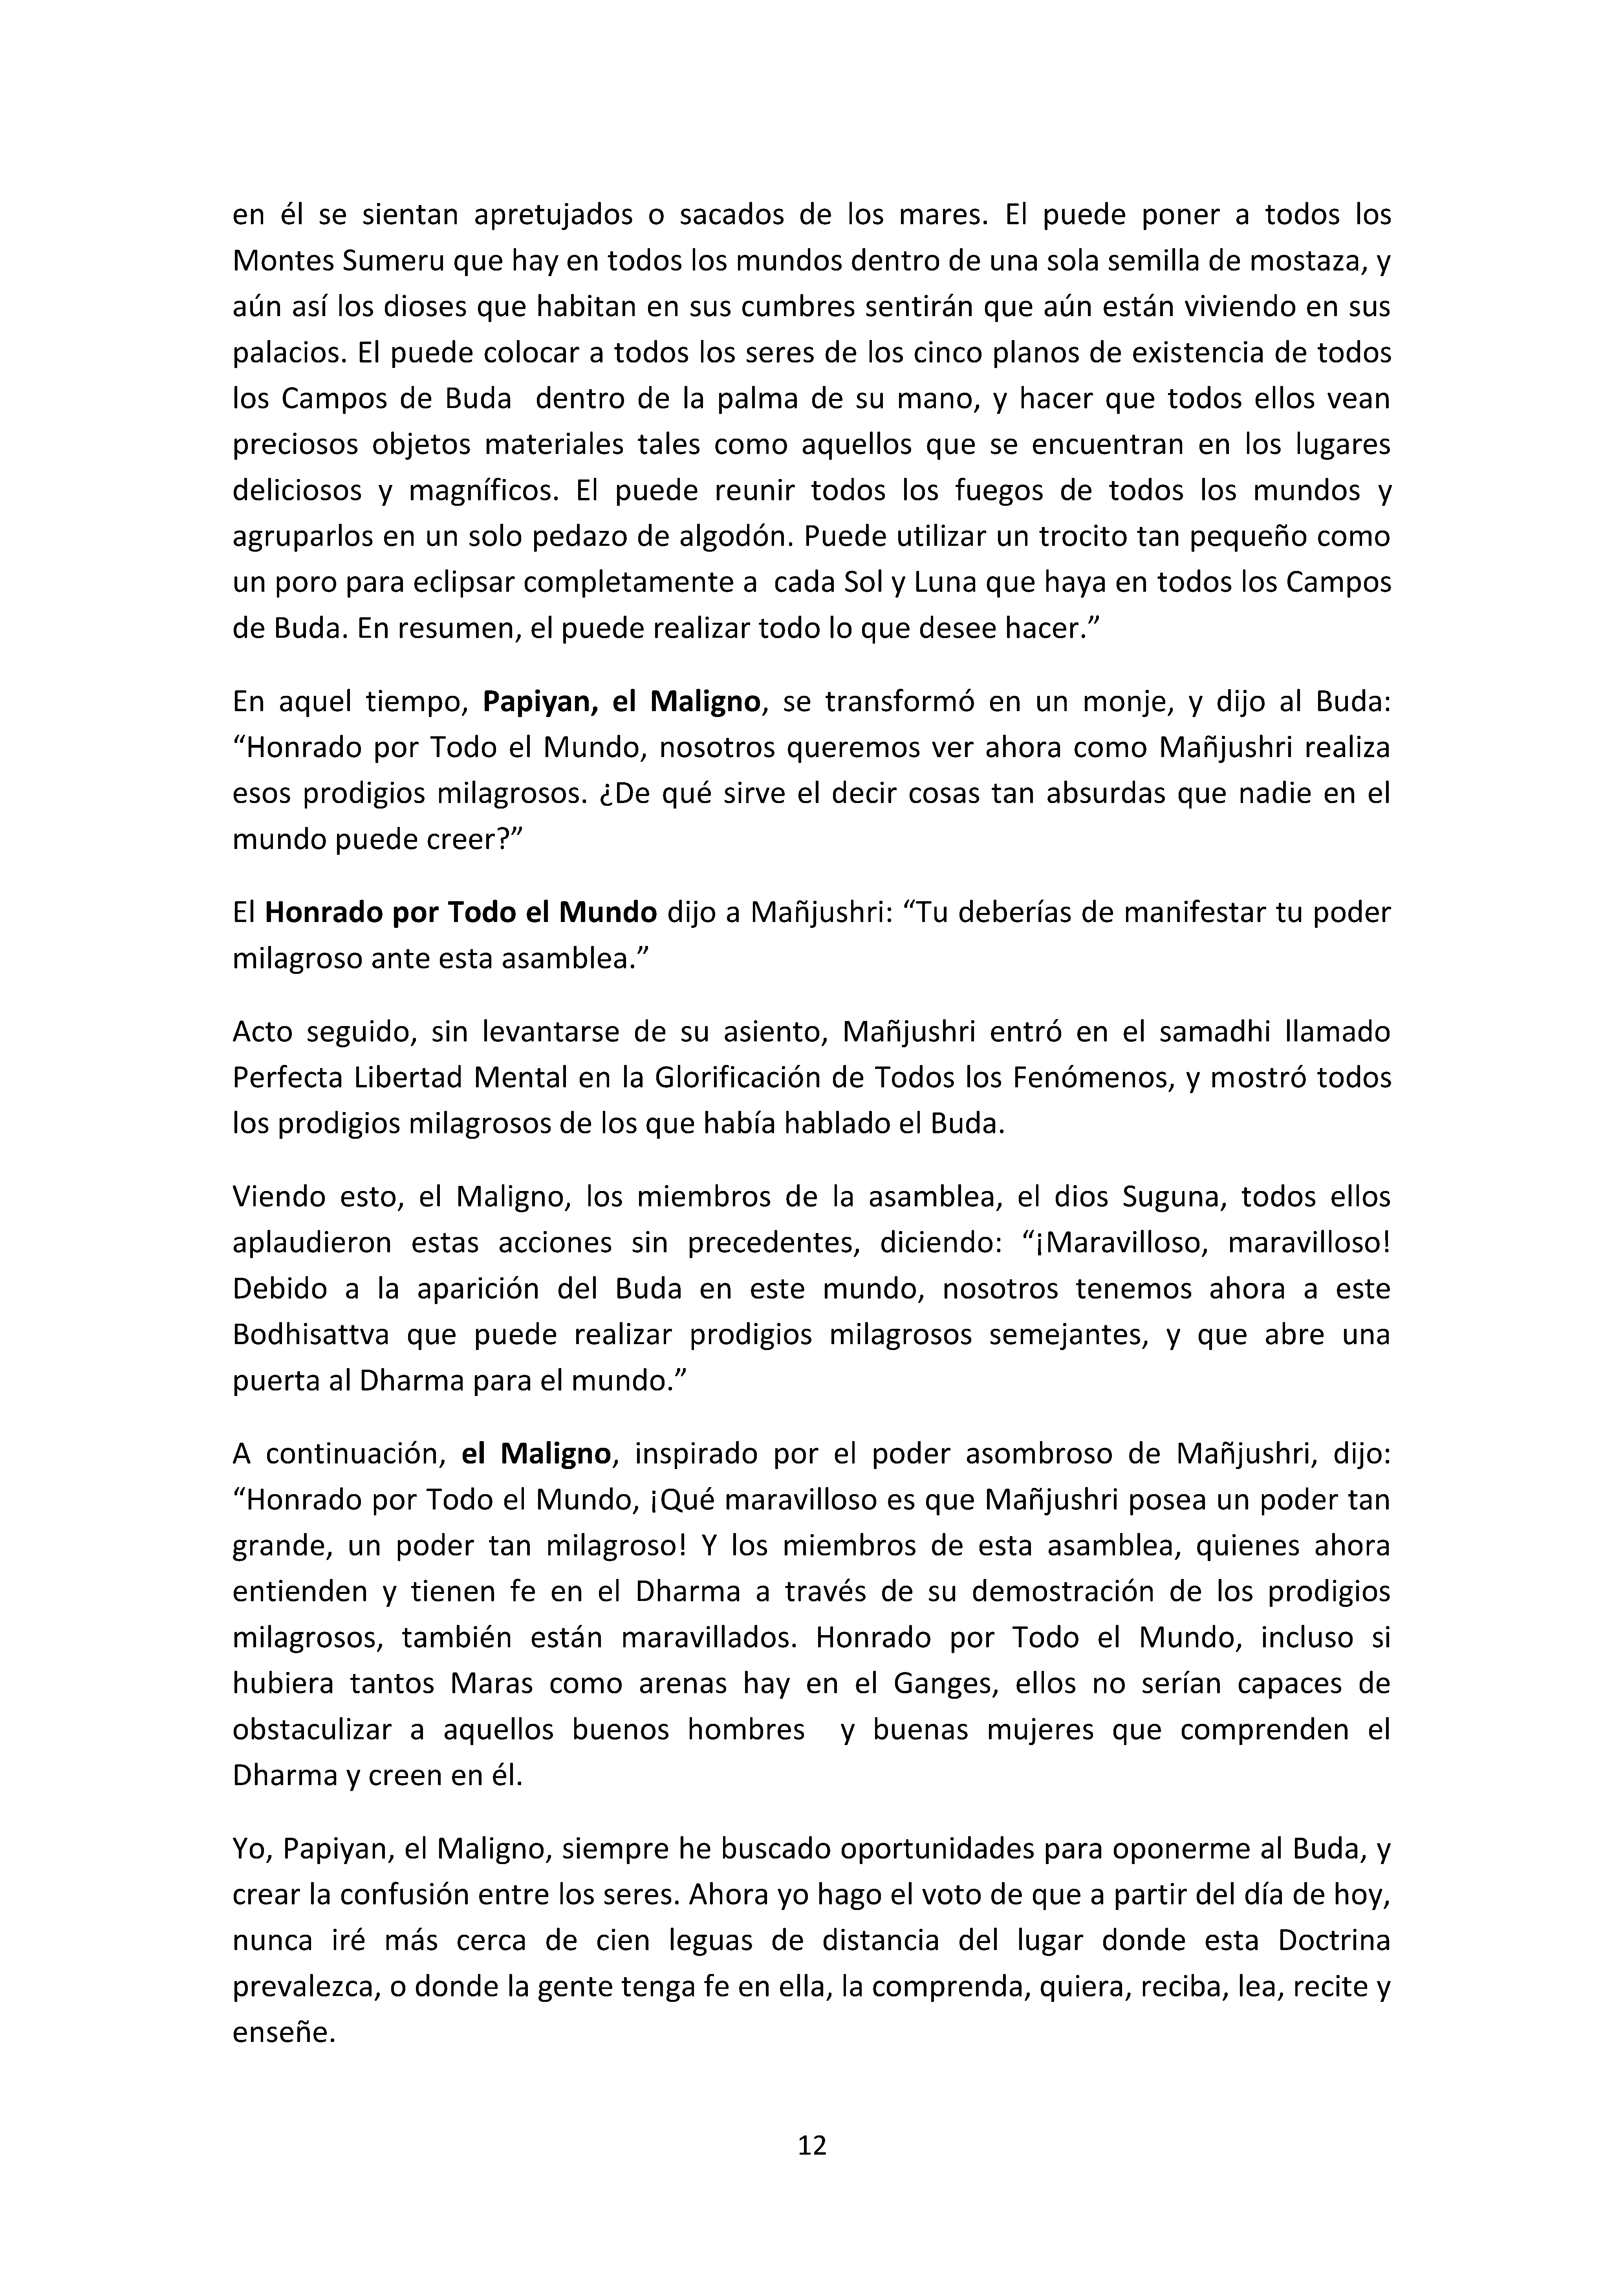 en él se sientan apretujados o sacados de los mares. El puede poner a todos los
Montes Sumeru que hay en todos los mundos dentro de una sola semilla de mostaza, y
aún así los dioses que habitan en sus cumbres sentirán que aún están viviendo en sus
palacios. El puede colocar a todos los seres de los cinco planos de existencia de todos
los Campos de Buda  dentro de la palma de su mano, y hacer que todos ellos vean
preciosos objetos materiales tales como aquellos que se encuentran en los lugares
deliciosos y magníficos. El puede reunir todos los fuegos de todos los mundos y
agruparlos en un solo pedazo de algodón. Puede utilizar un trocito tan pequeño como
un poro para eclipsar completamente a  cada Sol y Luna que haya en todos los Campos
de Buda. En resumen, el puede realizar todo lo que desee hacer.”
En aquel tiempo, Papiyan, el Maligno, se transformó en un monje, y dijo al Buda:
“Honrado por Todo el Mundo, nosotros queremos ver ahora como Mañjushri realiza
esos prodigios milagrosos. ¿De qué sirve el decir cosas tan absurdas que nadie en el
mundo puede creer?”
El Honrado por Todo el Mundo dijo a Mañjushri: “Tu deberías de manifestar tu poder
milagroso ante esta asamblea.”
Acto seguido, sin levantarse de su asiento, Mañjushri entró en el samadhi llamado
Perfecta Libertad Mental en la Glorificación de Todos los Fenómenos, y mostró todos
los prodigios milagrosos de los que había hablado el Buda.
Viendo esto, el Maligno, los miembros de la asamblea, el dios Suguna, todos ellos
aplaudieron estas acciones sin precedentes, diciendo: “¡Maravilloso, maravilloso!
Debido a la aparición del Buda en este mundo, nosotros tenemos ahora a este
Bodhisattva que puede realizar prodigios milagrosos semejantes, y que abre una
puerta al Dharma para el mundo.”
A continuación, el Maligno, inspirado por el poder asombroso de Mañjushri, dijo:
“Honrado por Todo el Mundo, ¡Qué maravilloso es que Mañjushri posea un poder tan
grande, un poder tan milagroso! Y los miembros de esta asamblea, quienes ahora
entienden y tienen fe en el Dharma a través de su demostración de los prodigios
milagrosos, también están maravillados. Honrado por Todo el Mundo, incluso si
hubiera tantos Maras como arenas hay en el Ganges, ellos no serían capaces de
obstaculizar a aquellos buenos hombres  y buenas mujeres que comprenden el
Dharma y creen en él.
Yo, Papiyan, el Maligno, siempre he buscado oportunidades para oponerme al Buda, y
crear la confusión entre los seres. Ahora yo hago el voto de que a partir del día de hoy,
nunca iré más cerca de cien leguas de distancia del lugar donde esta Doctrina
prevalezca, o donde la gente tenga fe en ella, la comprenda, quiera, reciba, lea, recite y
enseñe.
12